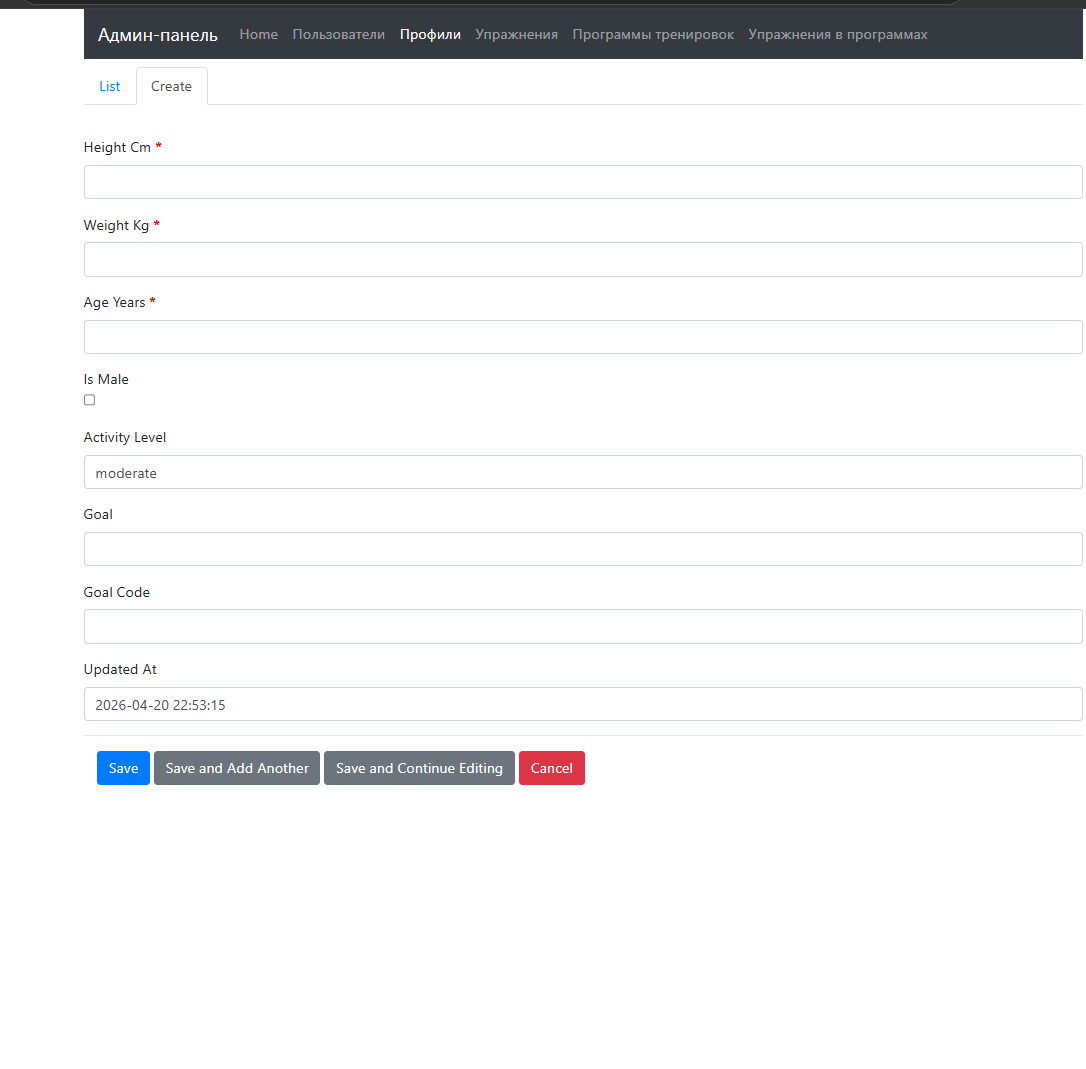 Админ-панель Home Пользователи Профили Упражнения Программы тренировок Упражнения в программах
List Create
Height Cm *
Weight Kg *
Age Years *
Is Male
Activity Level
moderate
Goal
Goal Code
Updated At
2026-04-20 22:53:15
Save Save and Add Another Save and Continue Editing Cancel